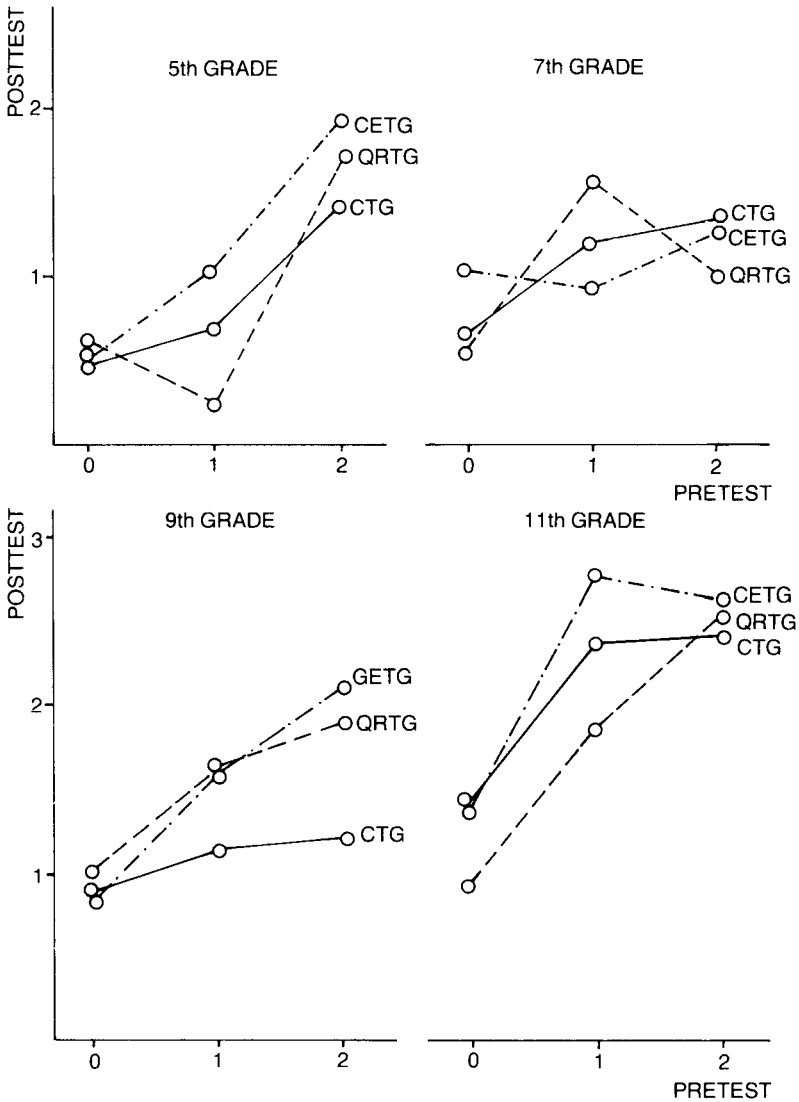 POSTTEST
5th GRADE
7th GRADE
2
1
CETG
QRTG
CTG
CTG
CETG
QRTG
0 1 2
0 1 2
PRETEST
POSTTEST
9th GRADE
11th GRADE
3
2
1
GETG
QRTG
CTG
CETG
QRTG
CTG
0 1 2
0 1 2
PRETEST